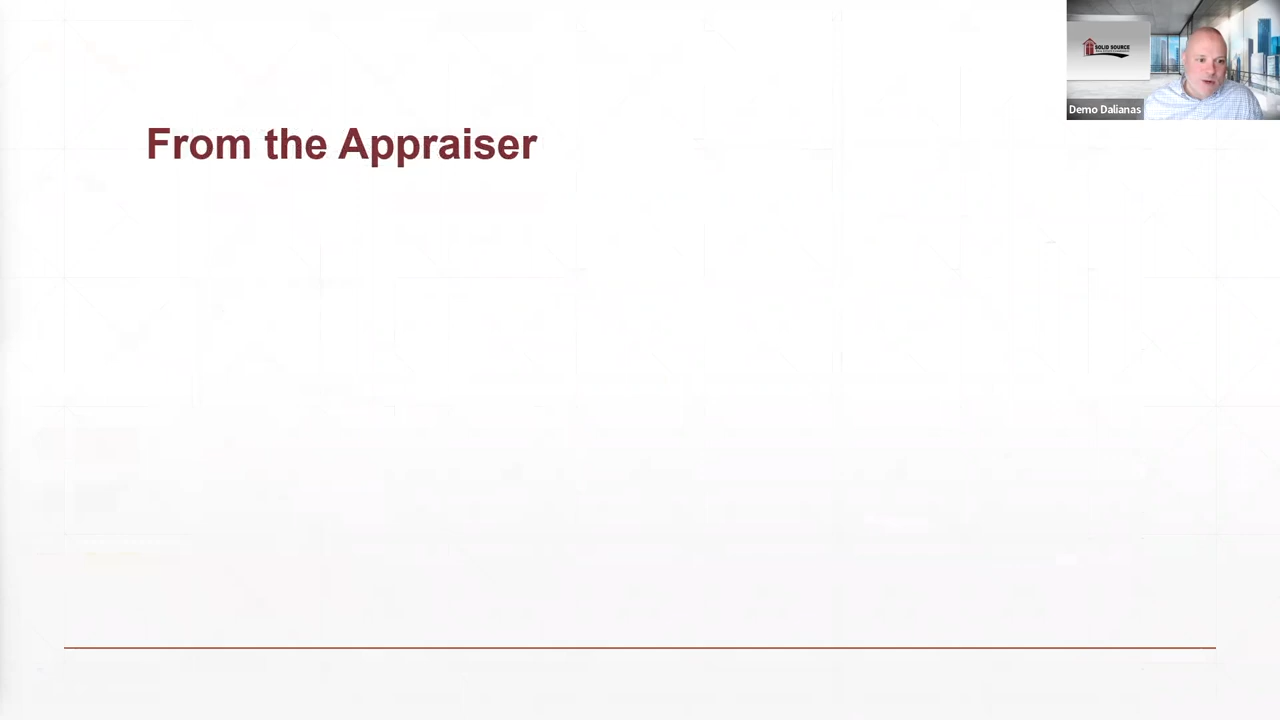 From the Appraiser
SOLID SOURCE
Demo Dalianas